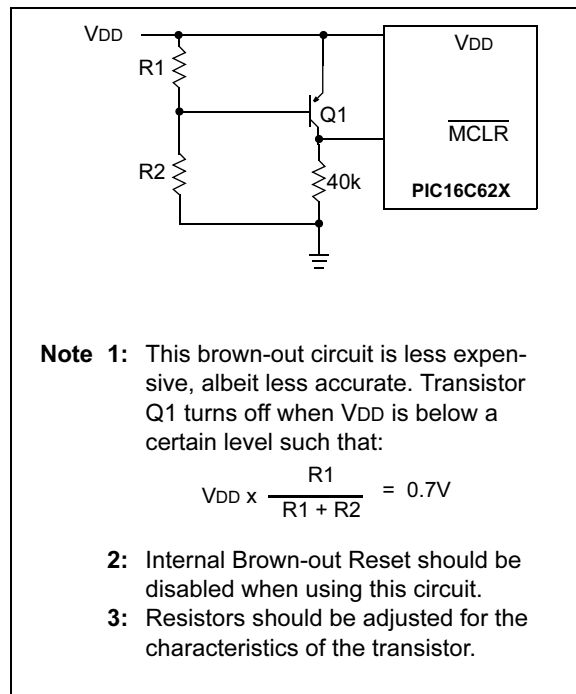 VDD
VDD
R1
Q1
MCLR
R2
40k
PIC16C62X
Note 1: This brown-out circuit is less expen-
sive, albeit less accurate. Transistor
Q1 turns off when VDD is below a
certain level such that:
VDD x R1 / R1 + R2 = 0.7V
2: Internal Brown-out Reset should be
disabled when using this circuit.
3: Resistors should be adjusted for the
characteristics of the transistor.